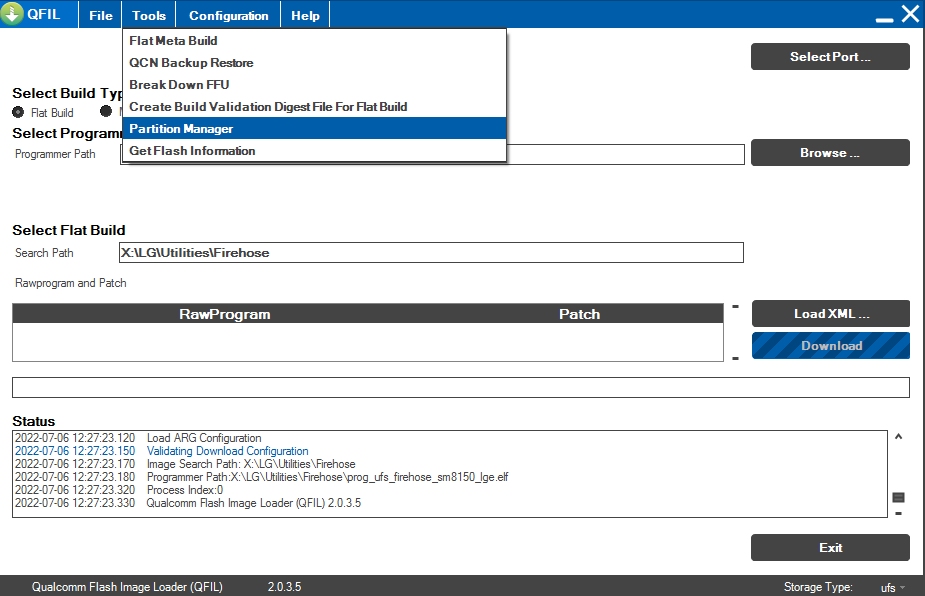 QFIL File Tools Configuration Help
Flat Meta Build
QCN Backup Restore
Break Down FFU
Create Build Validation Digest File For Flat Build
Partition Manager
Get Flash Information
Select Port ...
Select Build Typ
Flat Build
Select Programm
Programmer Path
Browse ...
Select Flat Build
Search Path X:\LG\Utilities\Firehose
Rawprogram and Patch
RawProgram Patch
Load XML ...
Download
Status
2022-07-06 12:27:23.120 Load ARG Configuration
2022-07-06 12:27:23.150 Validating Download Configuration
2022-07-06 12:27:23.170 Image Search Path: X:\LG\Utilities\Firehose
2022-07-06 12:27:23.180 Programmer Path:X:\LG\Utilities\Firehose\prog_ufs_firehose_sm8150_lge.elf
2022-07-06 12:27:23.320 Process Index:0
2022-07-06 12:27:23.330 Qualcomm Flash Image Loader (QFIL) 2.0.3.5
Exit
Qualcomm Flash Image Loader (QFIL) 2.0.3.5 Storage Type: ufs